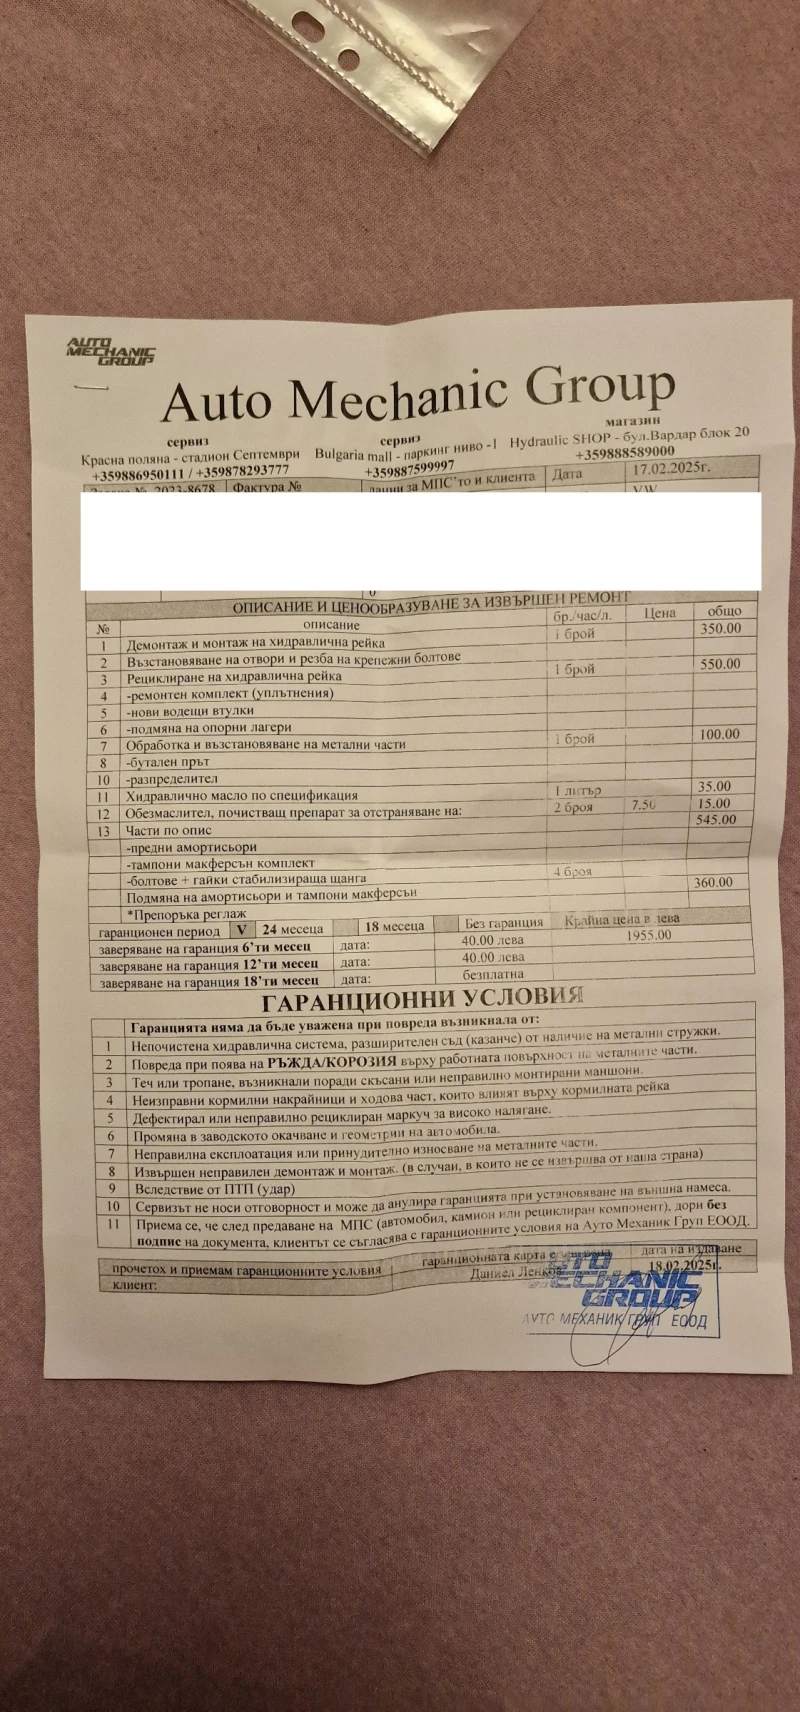 AUTO
MECHANIC
GROUP
Auto Mechanic Group
сервиз сервиз магазин
Красна поляна - стадион Септември Bulgaria mall - паркинг ниво -1 Hydraulic SHOP - бул.Вардар блок 20
+359886950111 / +359878293777 +359887599997 +359888589000
№ 2023-8678 Фактура № данни за МПС'то и клиента Дата 17.02.2025г.
VW
0
ОПИСАНИЕ И ЦЕНООБРАЗУВАНЕ ЗА ИЗВЪРШЕН РЕМОНТ
№ описание бр./час/л. Цена общо
1 Демонтаж и монтаж на хидравлична рейка 1 брой 350.00
2 Възстановяване на отвори и резба на крепежни болтове
3 Рециклиране на хидравлична рейка 1 брой 550.00
4 -ремонтен комплект (уплътнения)
5 -нови водещи втулки
6 -подмяна на опорни лагери
7 Обработка и възстановяване на метални части 1 брой 100.00
8 -бутален прът
10 -разпределител
11 Хидравлично масло по спецификация 1 литър 35.00
12 Обезмаслител, почистващ препарат за отстраняване на: 2 броя 7.50 15.00
13 Части по опис 545.00
-предни амортисьори
-тампони макферсън комплект
-болтове + гайки стабилизираща щанга 4 броя
Подмяна на амортисьори и тампони макферсън 360.00
*Препоръка реглаж
гаранционен период V 24 месеца 18 месеца Без гаранция Крайна цена в лева
заверяване на гаранция 6'ти месец дата: 40.00 лева 1955.00
заверяване на гаранция 12'ти месец дата: 40.00 лева
заверяване на гаранция 18'ти месец дата: безплатна
ГАРАНЦИОННИ УСЛОВИЯ
Гаранцията няма да бъде уважена при повреда възникнала от:
1 Непочистена хидравлична система, разширителен съд (казанче) от наличие на метални стружки.
2 Повреда при поява на РЪЖДА/КОРОЗИЯ върху работната повърхност на металните части.
3 Теч или тропане, възникнали поради скъсани или неправилно монтирани маншони.
4 Неизправни кормилни накрайници и ходова част, които влияят върху кормилната рейка
5 Дефектирал или неправилно рециклиран маркуч за високо налягане.
6 Промяна в заводското окачване и геометрии на автомобила.
7 Неправилна експлоатация или принудително износване на металните части.
8 Извършен неправилен демонтаж и монтаж. (в случаи, в които не се извършва от наша страна)
9 Вследствие от ПТП (удар)
10 Сервизът не носи отговорност и може да анулира гаранцията при установяване на външна намеса.
11 Приема се, че след предаване на МПС (автомобил, камион или рециклиран компонент), дори без
подпис на документа, клиентът се съгласява с гаранционните условия на Ауто Механик Груп ЕООД.
прочетох и приемам гаранционните условия гаранционната карта дата на издаване
клиент: Даниел Ленков 18.02.2025г.
AUTO
MECHANIC
GROUP
АУТО МЕХАНИК ГРУП ЕООД